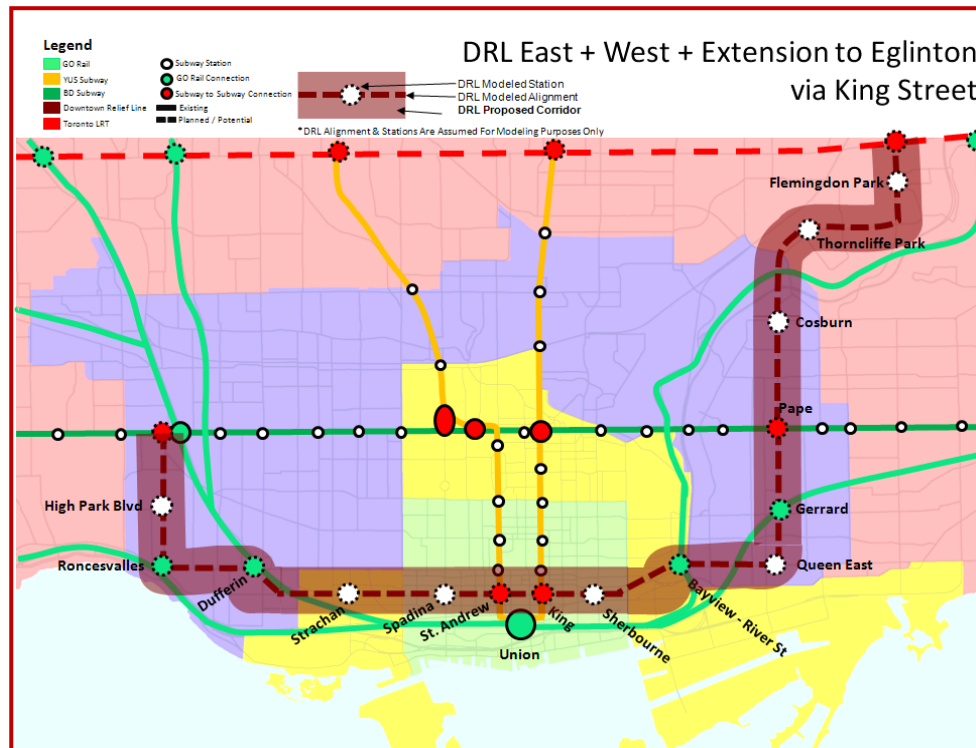 DRL East + West + Extension to Eglinton
via King Street
Legend
GO Rail
YUS Subway
BD Subway
Downtown Relief Line
Toronto LRT
Subway Station
GO Rail Connection
Subway to Subway Connection
Existing
Planned / Potential
DRL Modeled Station
DRL Modeled Alignment
DRL Proposed Corridor
*DRL Alignment & Stations Are Assumed For Modeling Purposes Only
Flemingdon Park
Thorncliffe Park
Cosburn
Pape
High Park Blvd
Gerrard
Roncesvalles
Queen East
Dufferin
Strachan
Spadina
St. Andrew
King
Sherbourne
Bayview - River St
Union